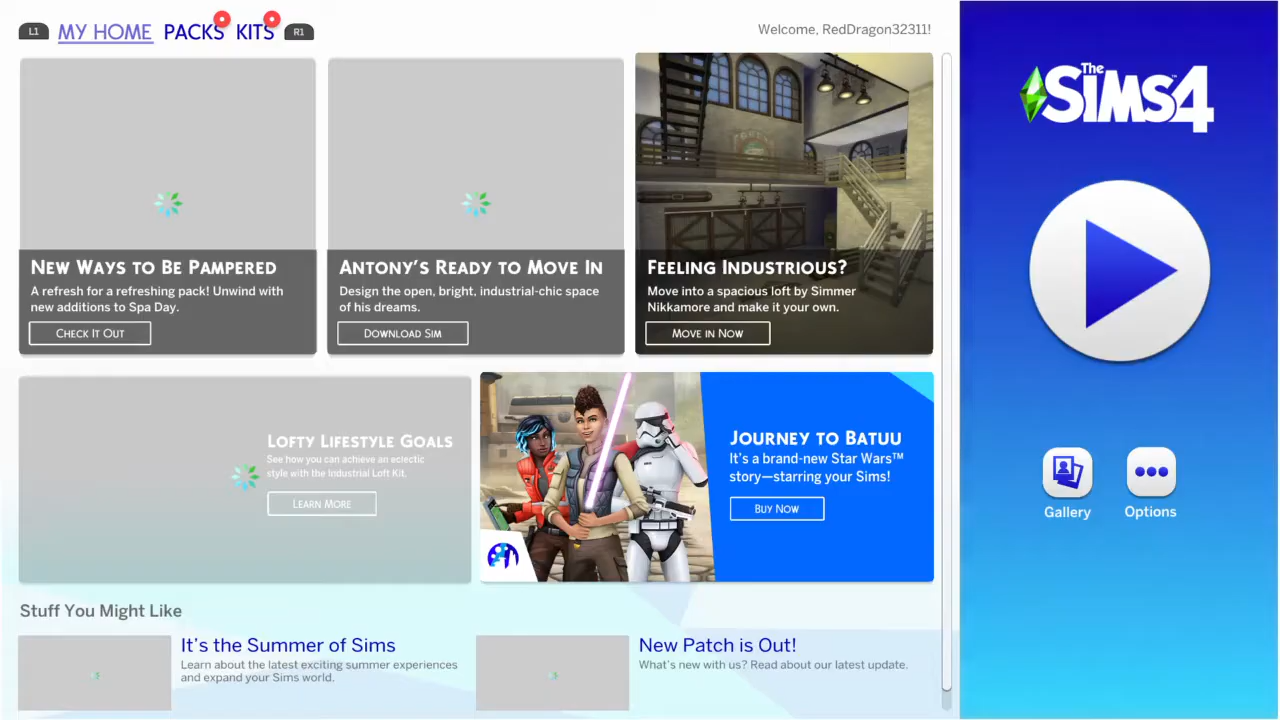 L1 MY HOME PACKS KITS R1
Welcome, RedDragon32311!
New Ways to Be Pampered
A refresh for a refreshing pack! Unwind with
new additions to Spa Day.
Check It Out
Antony's Ready to Move In
Design the open, bright, industrial-chic space
of his dreams.
Download Sim
Feeling Industrious?
Move into a spacious loft by Simmer
Nikkamore and make it your own.
Move in Now
Lofty Lifestyle Goals
See how you can achieve an eclectic
style with the Industrial Loft Kit.
Learn More
Journey to Batuu
It's a brand-new Star Wars™
story—starring your Sims!
Buy Now
Stuff You Might Like
It's the Summer of Sims
Learn about the latest exciting summer experiences
and expand your Sims world.
New Patch is Out!
What's new with us? Read about our latest update.
The
SiMS4
Gallery
Options